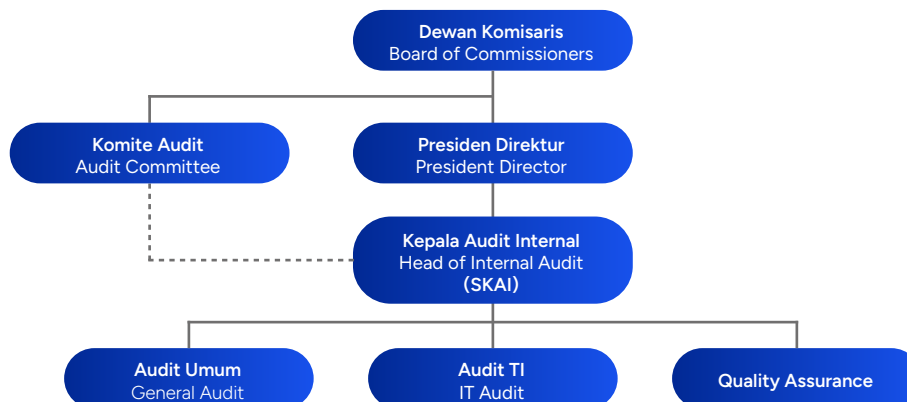 Dewan Komisaris
Board of Commissioners
Komite Audit
Audit Committee
Presiden Direktur
President Director
Kepala Audit Internal
Head of Internal Audit
(SKAI)
Audit Umum
General Audit
Audit TI
IT Audit
Quality Assurance